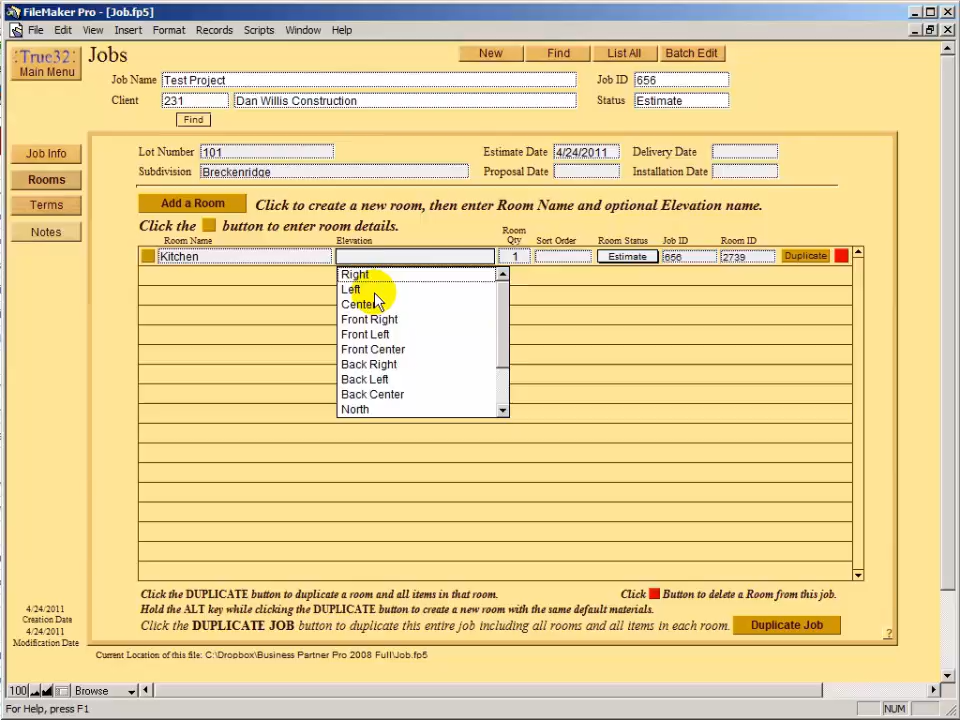 FileMaker Pro - [Job.fp5]
File Edit View Insert Format Records Scripts Window Help
True32
Main Menu
Jobs
New Find List All Batch Edit
Job Name Test Project Job ID 656
Client 231 Dan Willis Construction Status Estimate
Find
Job Info
Rooms
Terms
Notes
Lot Number 101 Estimate Date 4/24/2011 Delivery Date
Subdivision Breckenridge Proposal Date Installation Date
Add a Room Click to create a new room, then enter Room Name and optional Elevation name.
Click the button to enter room details.
Room Name Elevation Room Qty Sort Order Room Status Job ID Room ID
Kitchen 1 Estimate 656 2739 Duplicate
Right
Left
Center
Front Right
Front Left
Front Center
Back Right
Back Left
Back Center
North
Click the DUPLICATE button to duplicate a room and all items in that room. Click Button to delete a Room from this job.
Hold the ALT key while clicking the DUPLICATE button to create a new room with the same default materials.
Click the DUPLICATE JOB button to duplicate this entire job including all rooms and all items in each room. Duplicate Job
?
4/24/2011
Creation Date
4/24/2011
Modification Date
Current Location of this file: C:\Dropbox\Business Partner Pro 2008 Full\Job.fp5
100 Browse
For Help, press F1 NUM